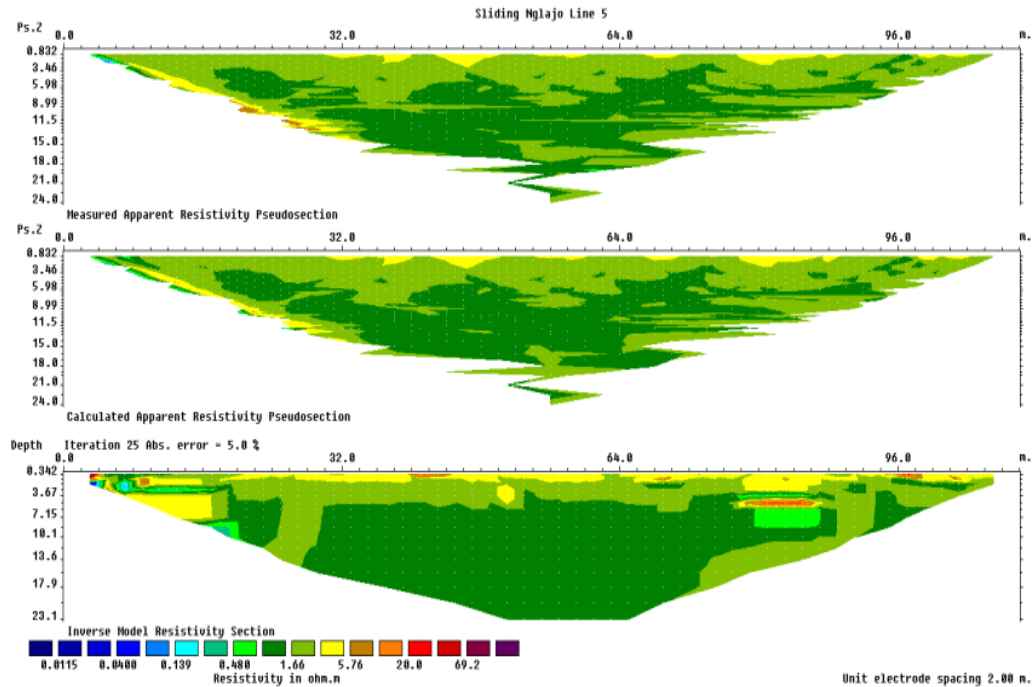 Sliding Nglajo Line 5
Ps.Z 0.0 32.0 64.0 96.0 m.
0.832
3.46
5.98
8.99
11.5
15.0
18.0
21.0
24.0
Measured Apparent Resistivity Pseudosection
Ps.Z 0.0 32.0 64.0 96.0 m.
0.832
3.46
5.98
8.99
11.5
15.0
18.0
21.0
24.0
Calculated Apparent Resistivity Pseudosection
Depth Iteration 25 Abs. error = 5.0 %
0.0 32.0 64.0 96.0 m.
0.342
3.67
7.15
10.1
13.6
17.9
23.1
Inverse Model Resistivity Section
0.0115 0.0400 0.139 0.480 1.66 5.76 20.0 69.2
Resistivity in ohm.m
Unit electrode spacing 2.00 m.